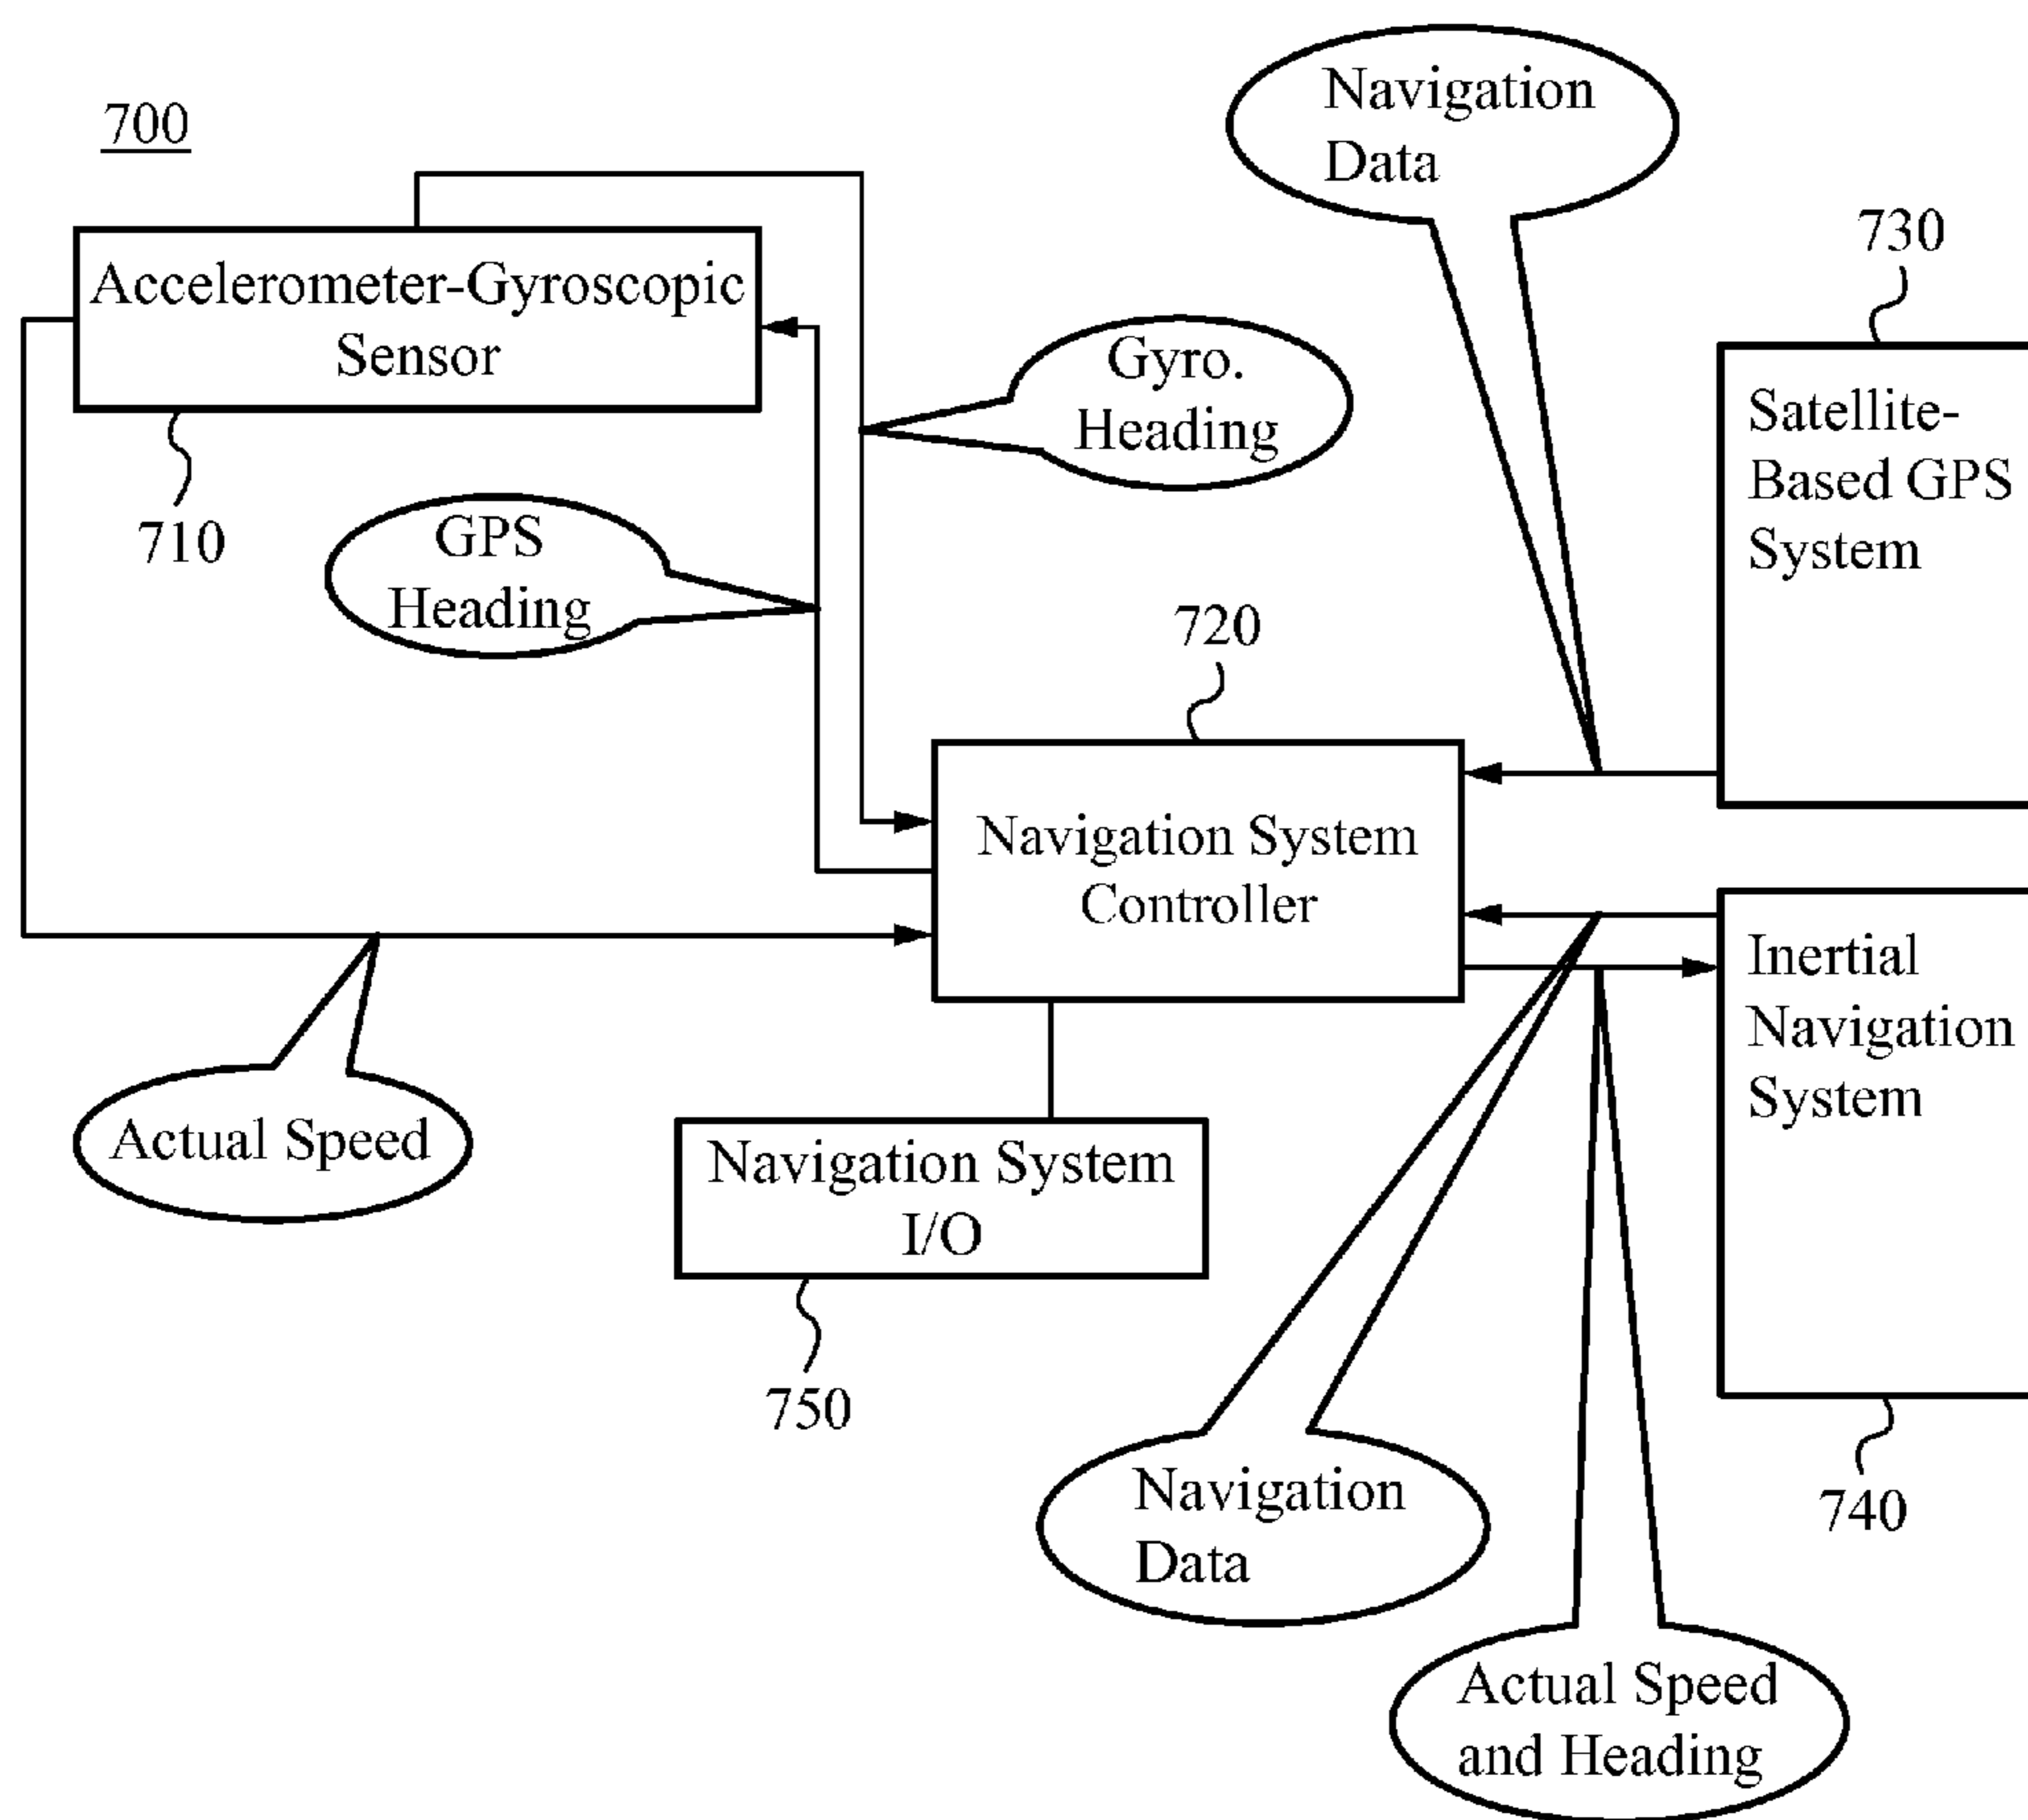 700
Navigation
Data
730
Accelerometer-Gyroscopic
Sensor
710
Gyro.
Heading
GPS
Heading
Satellite-
Based GPS
System
720
Navigation System
Controller
Inertial
Navigation
System
Actual Speed
Navigation System
I/O
750
Navigation
Data
740
Actual Speed
and Heading